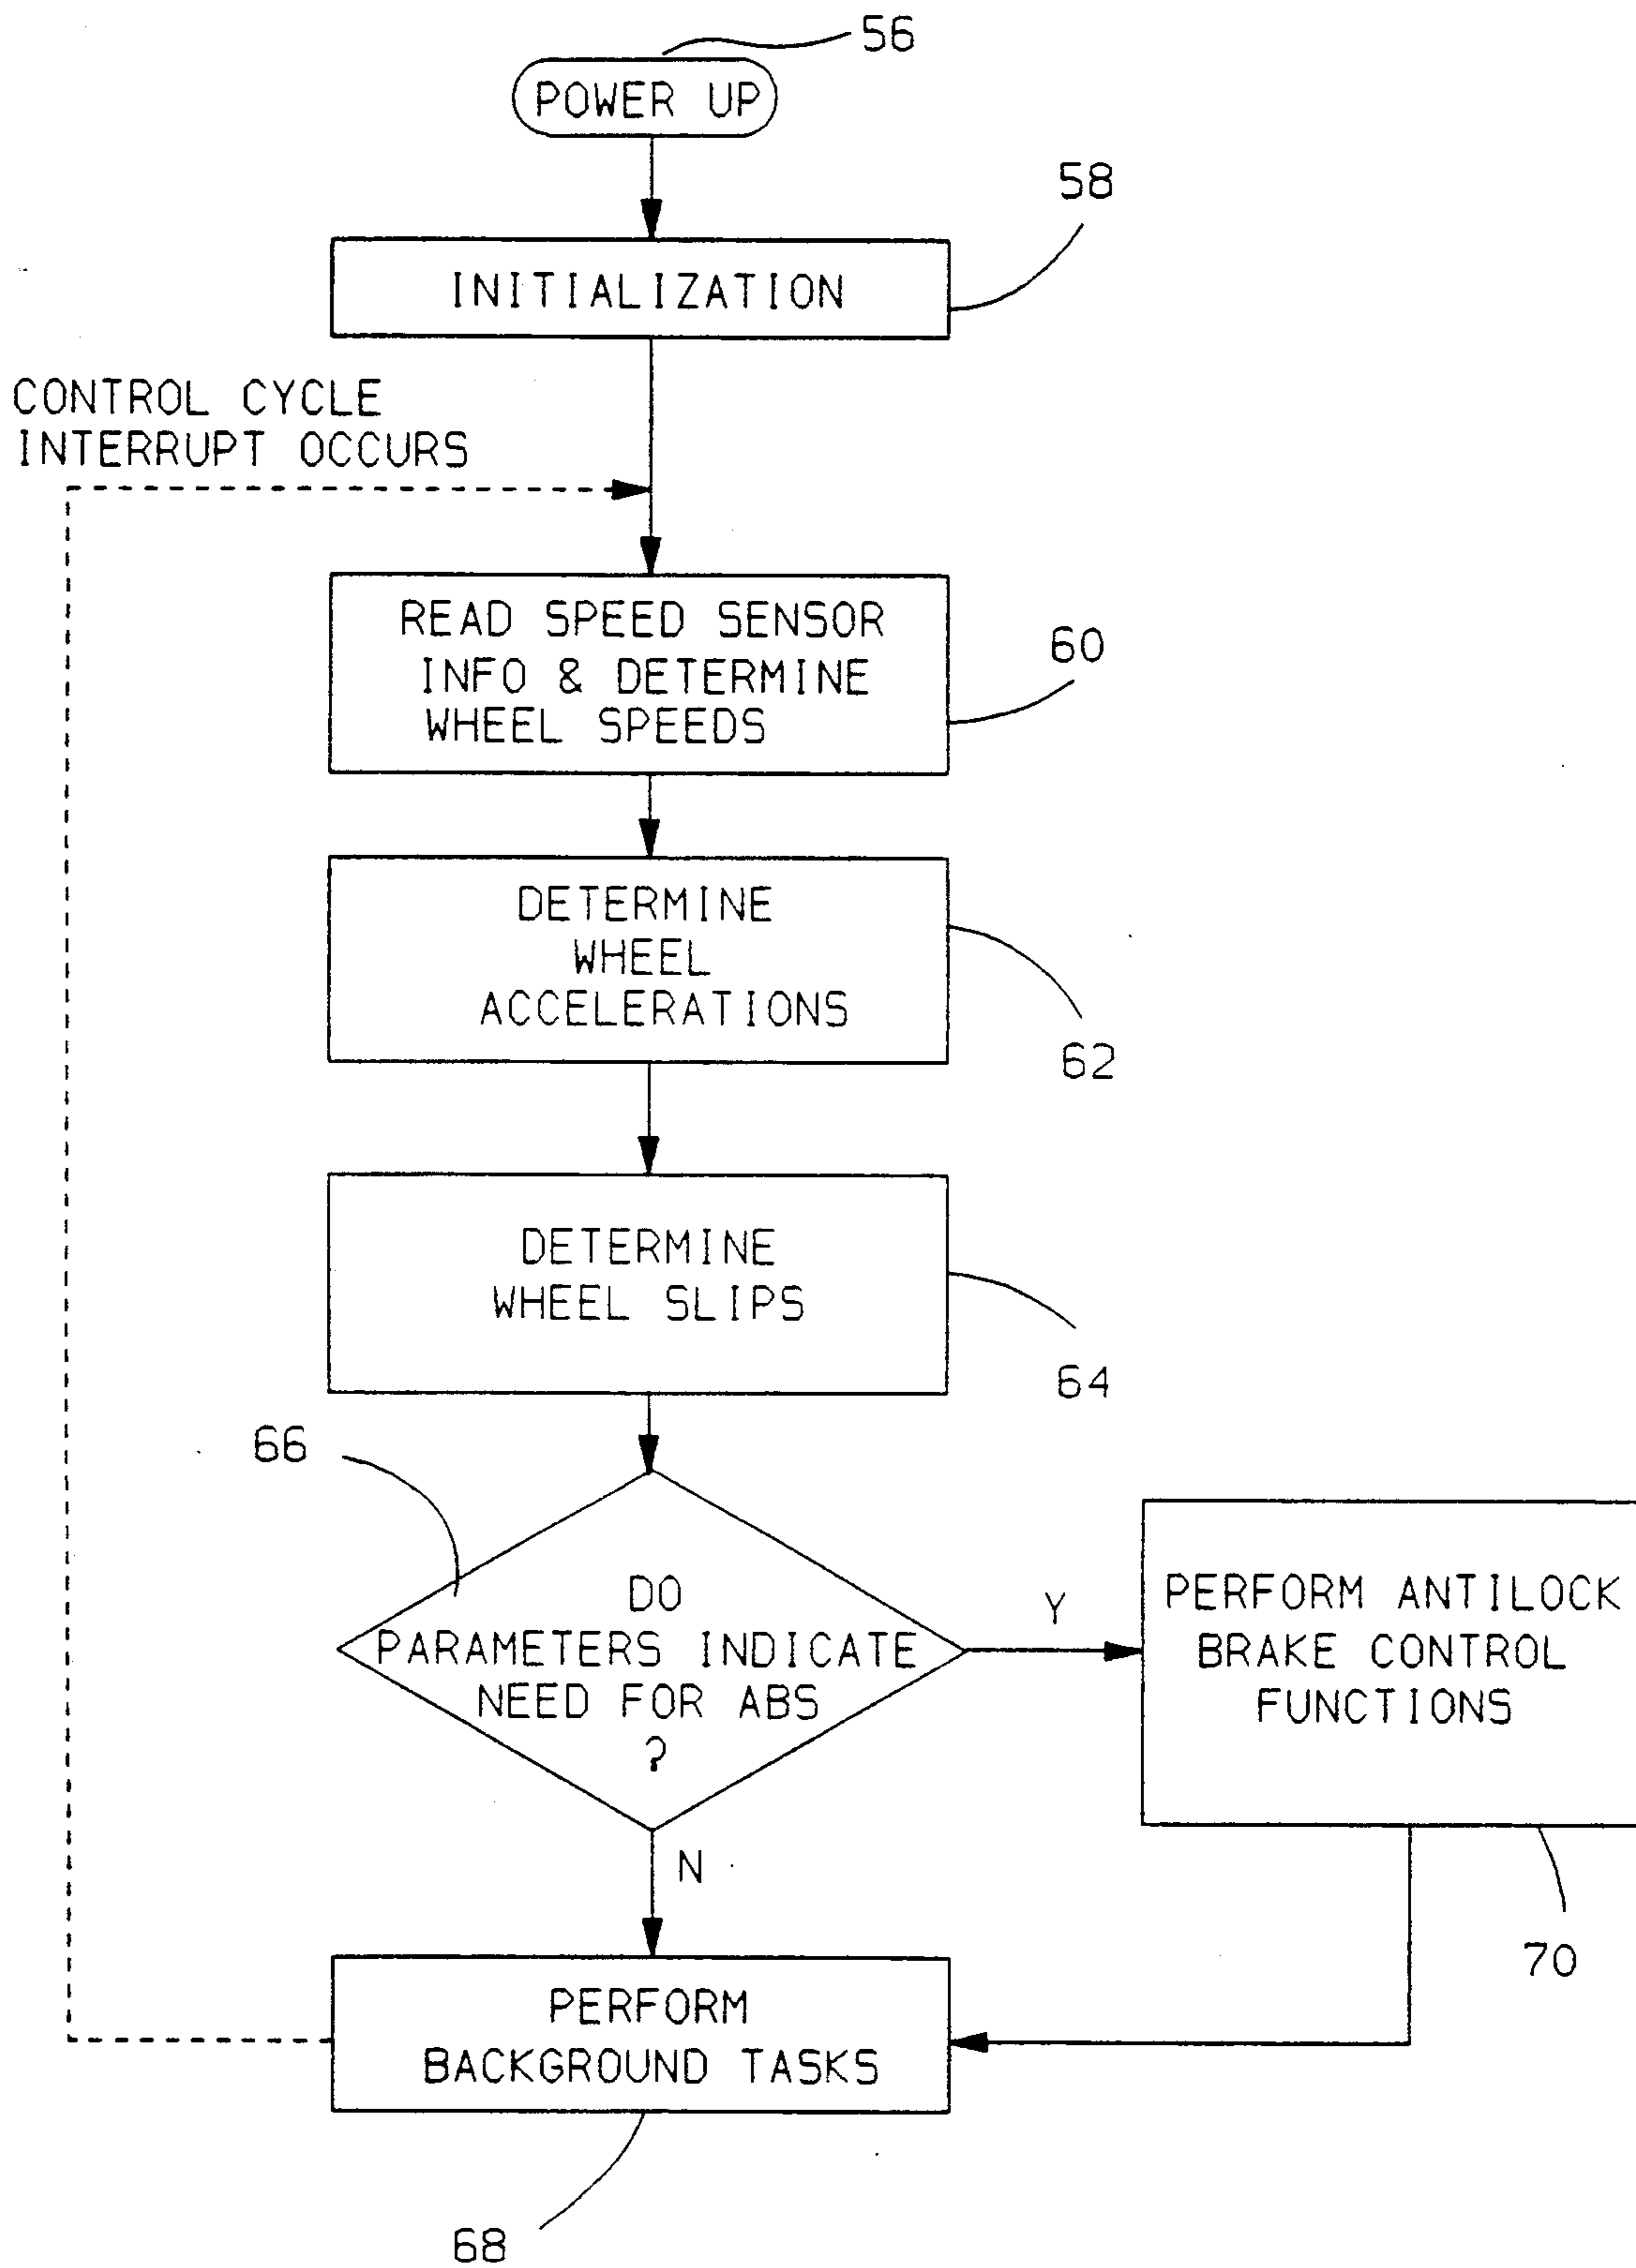 56
POWER UP
58
INITIALIZATION
CONTROL CYCLE
INTERRUPT OCCURS
READ SPEED SENSOR
INFO & DETERMINE
WHEEL SPEEDS
60
DETERMINE
WHEEL
ACCELERATIONS
62
DETERMINE
WHEEL SLIPS
64
66
DO
PARAMETERS INDICATE
NEED FOR ABS
?
Y
PERFORM ANTILOCK
BRAKE CONTROL
FUNCTIONS
70
N
PERFORM
BACKGROUND TASKS
68